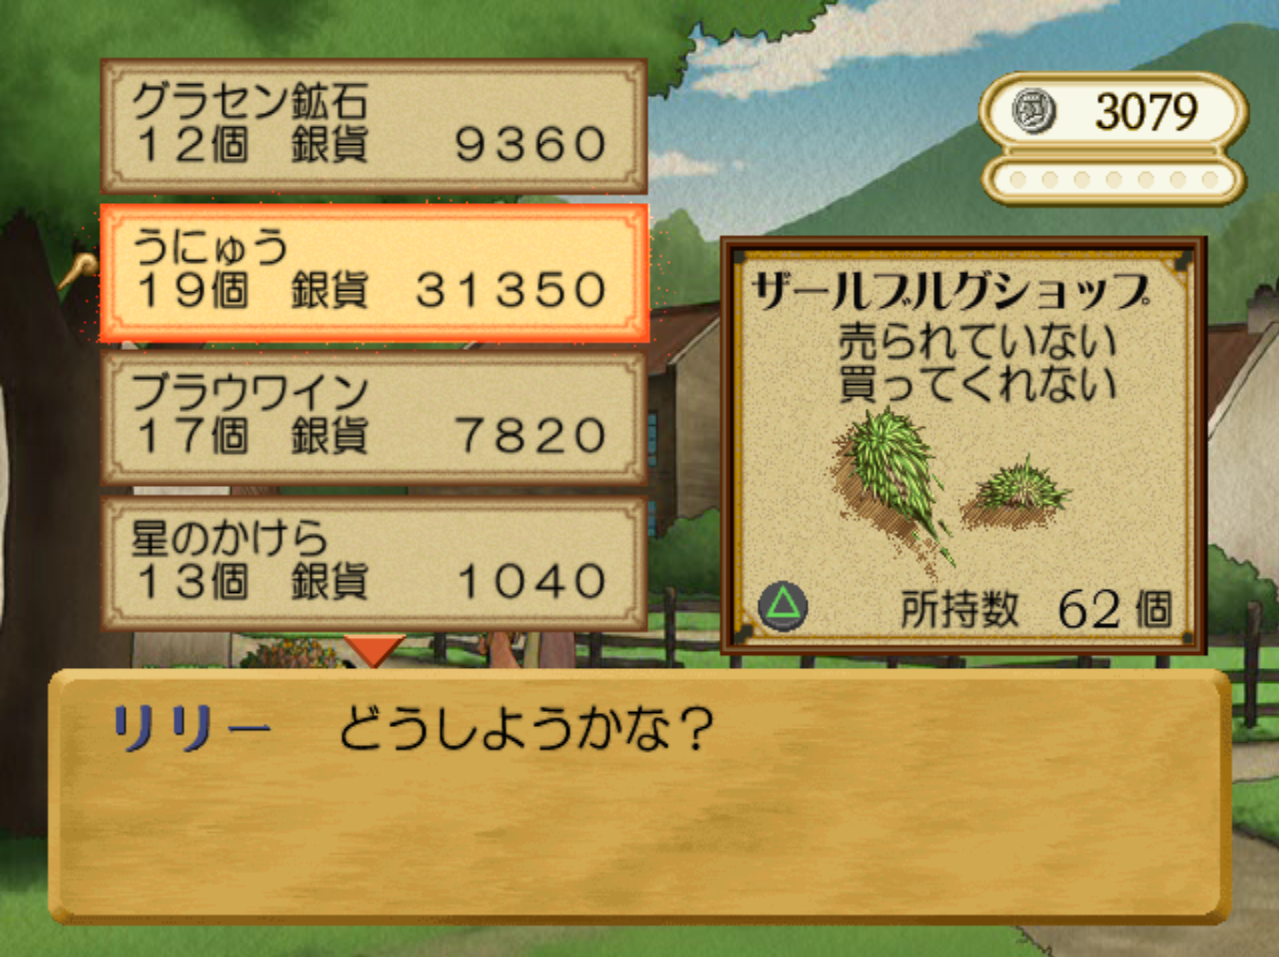 グラセン鉱石
12個 銀貨 9360
うにゅう
19個 銀貨 31350
ブラウワイン
17個 銀貨 7820
星のかけら
13個 銀貨 1040
3079
ザールブルグショップ
売られていない
買ってくれない
所持数 62個
リリー どうしようかな？